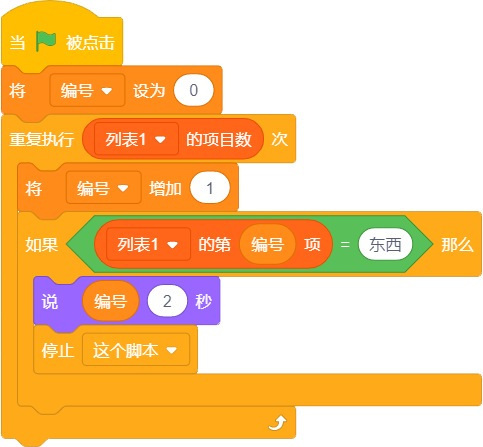 当 被点击
将 编号 设为 0
重复执行 列表1 的项目数 次
将 编号 增加 1
如果 列表1 的第 编号 项 = 东西 那么
说 编号 2 秒
停止 这个脚本